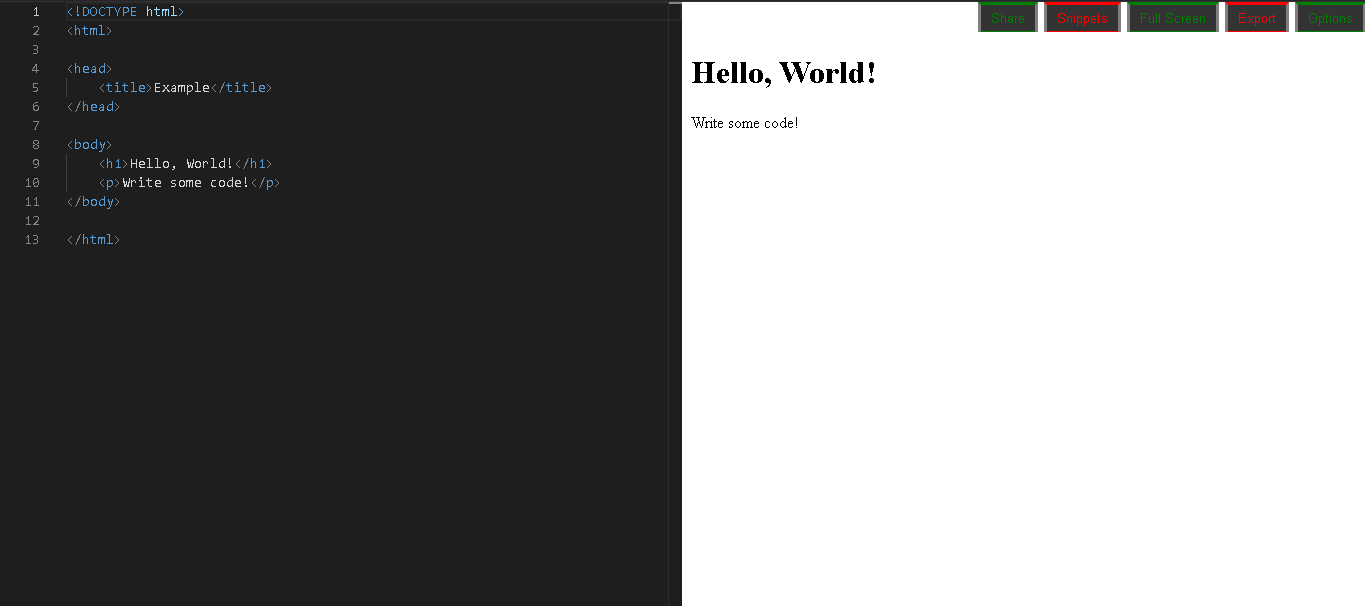 1 <!DOCTYPE html>
2 <html>
3
4 <head>
5     <title>Example</title>
6 </head>
7
8 <body>
9     <h1>Hello, World!</h1>
10     <p>Write some code!</p>
11 </body>
12
13 </html>
Share Snippets Full Screen Export Options
Hello, World!
Write some code!